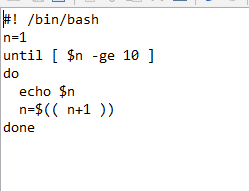 #! /bin/bash
n=1
until [ $n -ge 10 ]
do
  echo $n
  n=$(( n+1 ))
done